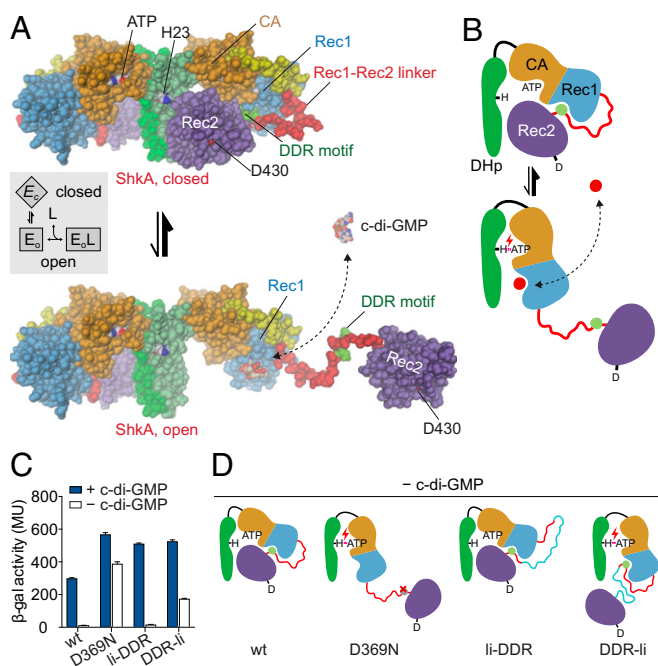 A
ATP
H23
CA
Rec1
Rec1-Rec2 linker
Rec2
DDR motif
D430
ShkA, closed
Ec closed
L
Eo EoL
open
c-di-GMP
Rec1
DDR motif
Rec2
D430
ShkA, open
B
CA
ATP
Rec1
H
Rec2
DHp
D
H ATP
D
C
+ c-di-GMP
− c-di-GMP
β-gal activity (MU)
800
600
400
200
0
wt
D369N
li-DDR
DDR-li
D
− c-di-GMP
ATP
H
D
wt
H ATP
D
D369N
ATP
H
D
li-DDR
H ATP
D
DDR-li